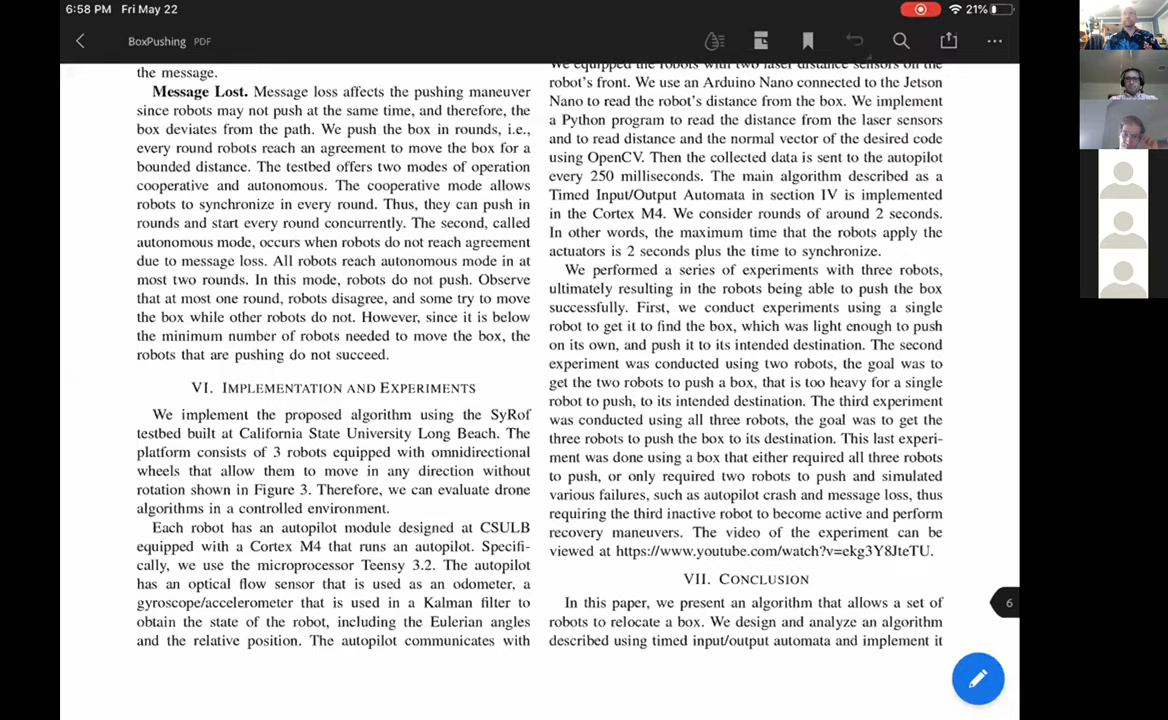 6:58 PM Fri May 22
21%
BoxPushing PDF
the message.
Message Lost. Message loss affects the pushing maneuver
since robots may not push at the same time, and therefore, the
box deviates from the path. We push the box in rounds, i.e.,
every round robots reach an agreement to move the box for a
bounded distance. The testbed offers two modes of operation
cooperative and autonomous. The cooperative mode allows
robots to synchronize in every round. Thus, they can push in
rounds and start every round concurrently. The second, called
autonomous mode, occurs when robots do not reach agreement
due to message loss. All robots reach autonomous mode in at
most two rounds. In this mode, robots do not push. Observe
that at most one round, robots disagree, and some try to move
the box while other robots do not. However, since it is below
the minimum number of robots needed to move the box, the
robots that are pushing do not succeed.
VI. Implementation and Experiments
We implement the proposed algorithm using the SyRof
testbed built at California State University Long Beach. The
platform consists of 3 robots equipped with omnidirectional
wheels that allow them to move in any direction without
rotation shown in Figure 3. Therefore, we can evaluate drone
algorithms in a controlled environment.
Each robot has an autopilot module designed at CSULB
equipped with a Cortex M4 that runs an autopilot. Specifi-
cally, we use the microprocessor Teensy 3.2. The autopilot
has an optical flow sensor that is used as an odometer, a
gyroscope/accelerometer that is used in a Kalman filter to
obtain the state of the robot, including the Eulerian angles
and the relative position. The autopilot communicates with
We equipped the robots with two laser distance sensors on the
robot's front. We use an Arduino Nano connected to the Jetson
Nano to read the robot's distance from the box. We implement
a Python program to read the distance from the laser sensors
and to read distance and the normal vector of the desired code
using OpenCV. Then the collected data is sent to the autopilot
every 250 milliseconds. The main algorithm described as a
Timed Input/Output Automata in section IV is implemented
in the Cortex M4. We consider rounds of around 2 seconds.
In other words, the maximum time that the robots apply the
actuators is 2 seconds plus the time to synchronize.
We performed a series of experiments with three robots,
ultimately resulting in the robots being able to push the box
successfully. First, we conduct experiments using a single
robot to get it to find the box, which was light enough to push
on its own, and push it to its intended destination. The second
experiment was conducted using two robots, the goal was to
get the two robots to push a box, that is too heavy for a single
robot to push, to its intended destination. The third experiment
was conducted using all three robots, the goal was to get the
three robots to push the box to its destination. This last experi-
ment was done using a box that either required all three robots
to push, or only required two robots to push and simulated
various failures, such as autopilot crash and message loss, thus
requiring the third inactive robot to become active and perform
recovery maneuvers. The video of the experiment can be
viewed at https://www.youtube.com/watch?v=ekg3Y8JteTU.
VII. Conclusion
In this paper, we present an algorithm that allows a set of
robots to relocate a box. We design and analyze an algorithm
described using timed input/output automata and implement it
6